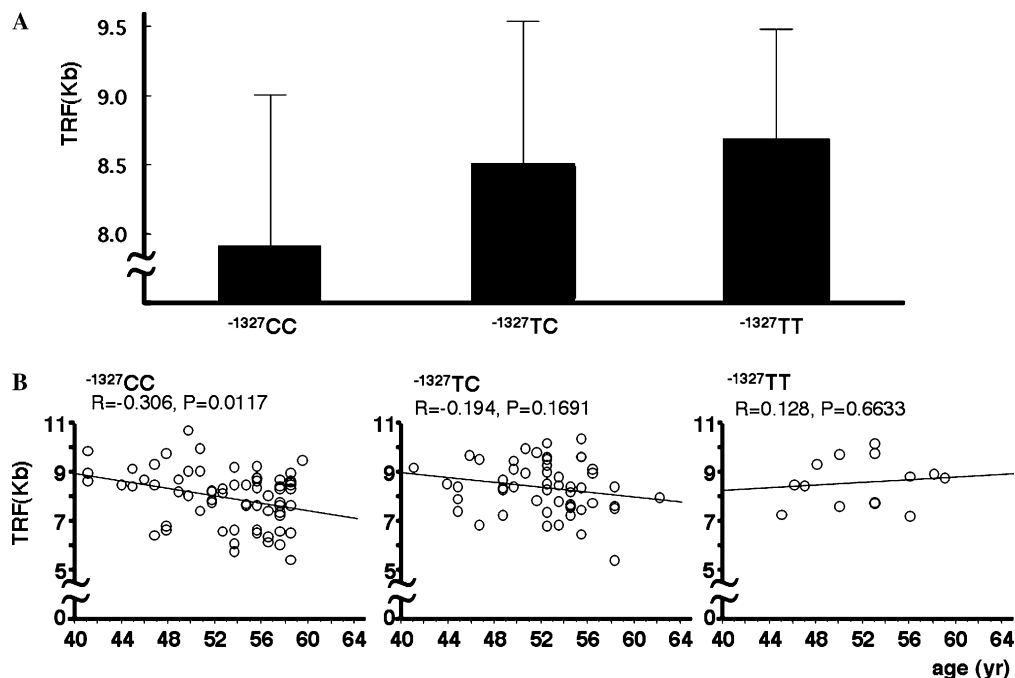 A
TRF(Kb)
9.5
9.0
8.5
8.0
-1327CC
-1327TC
-1327TT
B
-1327CC
R=-0.306, P=0.0117
-1327TC
R=-0.194, P=0.1691
-1327TT
R=0.128, P=0.6633
TRF(Kb)
11
9
7
5
0
40 44 48 52 56 60 64
11
9
7
5
0
40 44 48 52 56 60 64
11
9
7
5
0
40 44 48 52 56 60 64
age (yr)